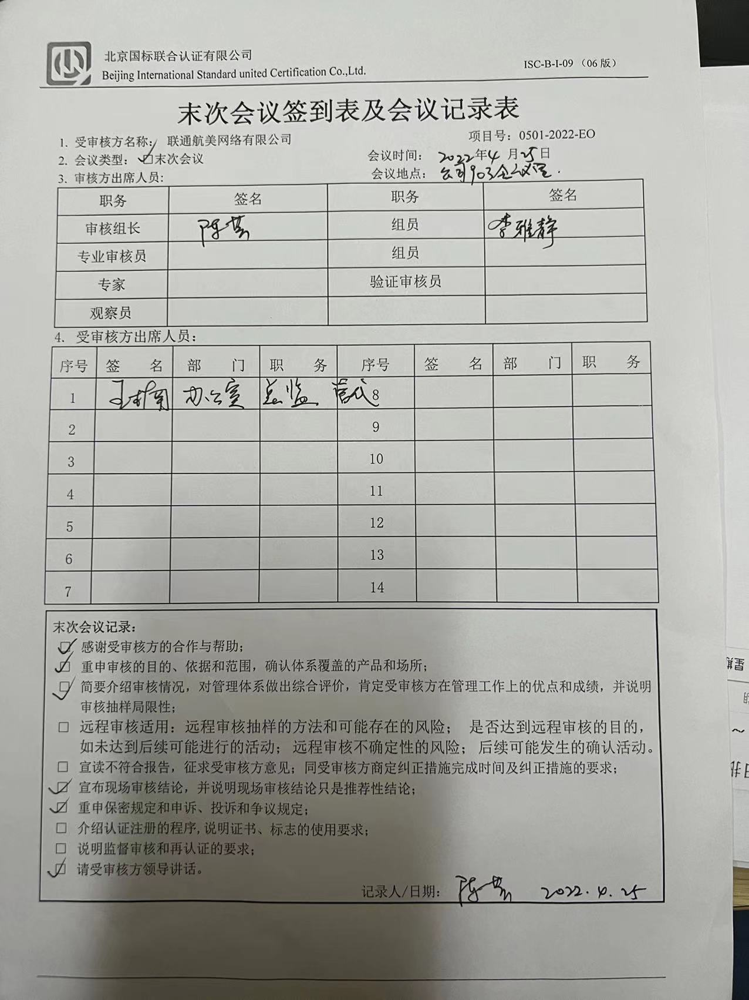 北京国标联合认证有限公司
Beijing International Standard united Certification Co.,Ltd.
ISC-B-I-09 （06 版）
末次会议签到表及会议记录表
1. 受审核方名称： 联通航美网络有限公司 项目号：0501-2022-EO
2. 会议类型：☑末次会议 会议时间： 2022年4月25日
3. 审核方出席人员： 会议地点： 公司903会议室.
职务 签名 职务 签名
审核组长 陈芸 组员 李雅静
专业审核员 组员
专家 验证审核员
观察员
4. 受审核方出席人员：
序号 签 名 部 门 职 务 序号 签 名 部 门 职 务
1 办公室 总监 管代 8
2 9
3 10
4 11
5 12
6 13
7 14
末次会议记录：
☑ 感谢受审核方的合作与帮助；
☑ 重申审核的目的、依据和范围，确认体系覆盖的产品和场所；
☑ 简要介绍审核情况，对管理体系做出综合评价，肯定受审核方在管理工作上的优点和成绩，并说明
审核抽样局限性；
□ 远程审核适用：远程审核抽样的方法和可能存在的风险； 是否达到远程审核的目的，
如未达到后续可能进行的活动；远程审核不确定性的风险；后续可能发生的确认活动。
□ 宣读不符合报告，征求受审核方意见；同受审核方商定纠正措施完成时间及纠正措施的要求；
☑ 宣布现场审核结论，并说明现场审核结论只是推荐性结论；
☑ 重申保密规定和申诉、投诉和争议规定；
□ 介绍认证注册的程序,说明证书、标志的使用要求；
□ 说明监督审核和再认证的要求；
☑ 请受审核方领导讲话。
记录人/日期： 陈芸 2022.4.25